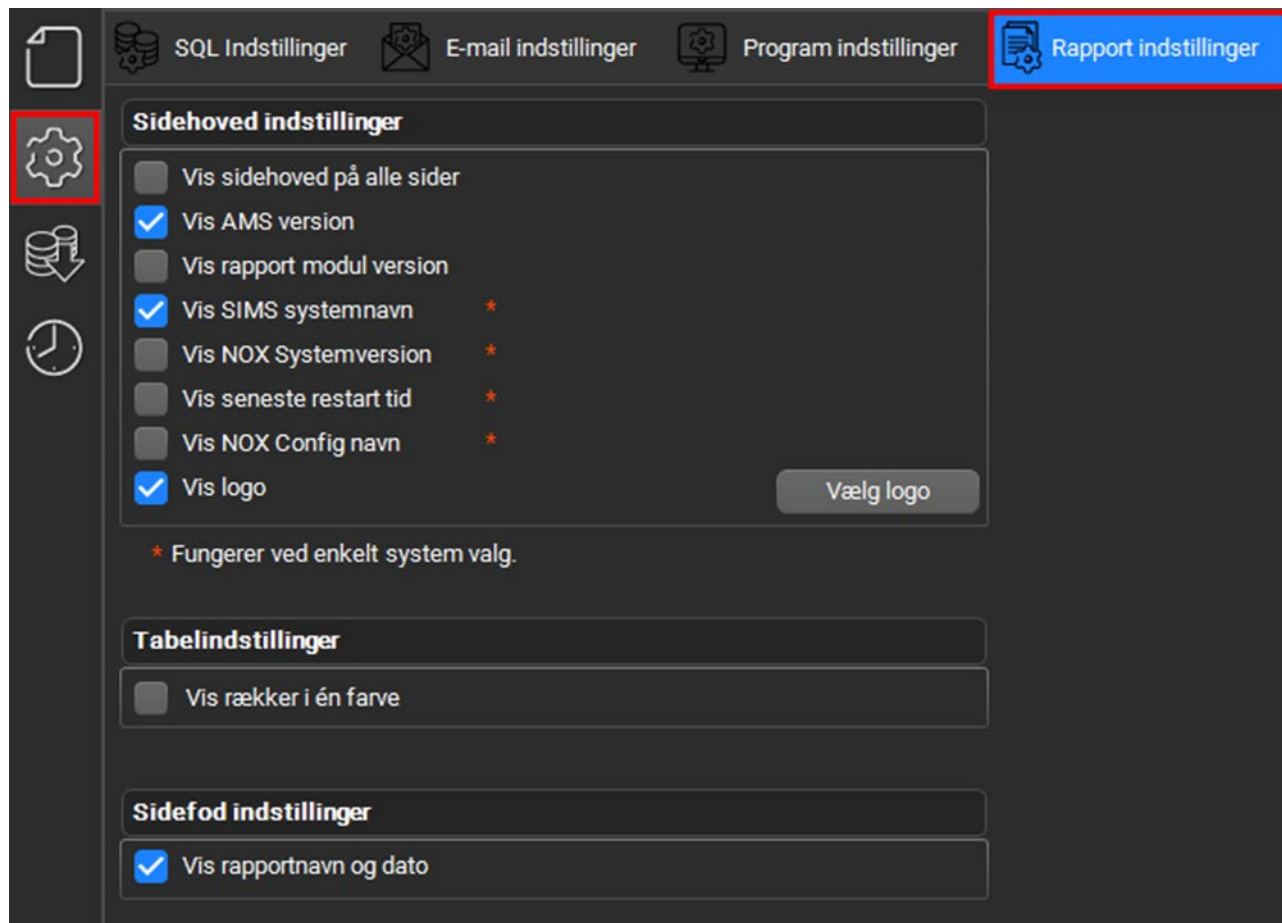 SQL Indstillinger
E-mail indstillinger
Program indstillinger
Rapport indstillinger
Sidehoved indstillinger
Vis sidehoved på alle sider
Vis AMS version
Vis rapport modul version
Vis SIMS systemnavn *
Vis NOX Systemversion *
Vis seneste restart tid *
Vis NOX Config navn *
Vis logo
Vælg logo
* Fungerer ved enkelt system valg.
Tabelindstillinger
Vis rækker i én farve
Sidefod indstillinger
Vis rapportnavn og dato